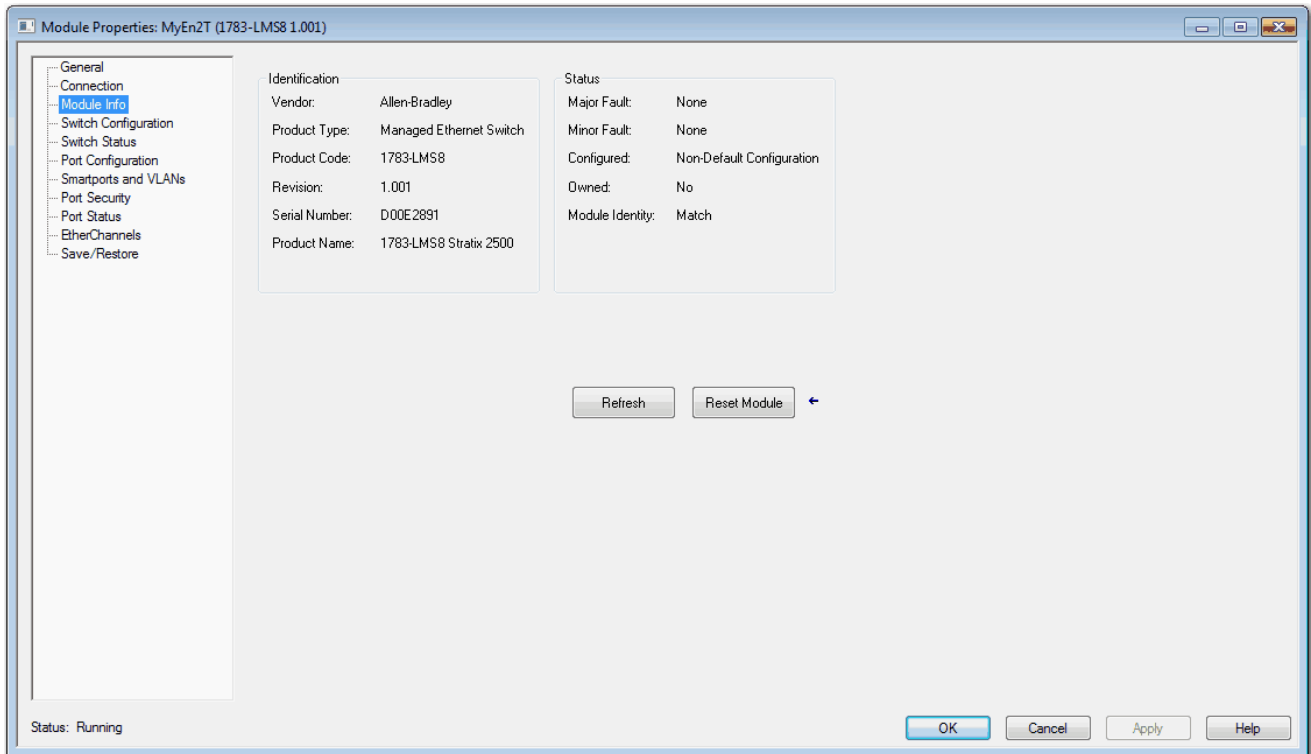 Module Properties: MyEn2T (1783-LMS8 1.001)
General
Connection
Module Info
Switch Configuration
Switch Status
Port Configuration
Smartports and VLANs
Port Security
Port Status
EtherChannels
Save/Restore
Identification
Vendor: Allen-Bradley
Product Type: Managed Ethernet Switch
Product Code: 1783-LMS8
Revision: 1.001
Serial Number: D00E2891
Product Name: 1783-LMS8 Stratix 2500
Status
Major Fault: None
Minor Fault: None
Configured: Non-Default Configuration
Owned: No
Module Identity: Match
Refresh Reset Module
Status: Running
OK Cancel Apply Help